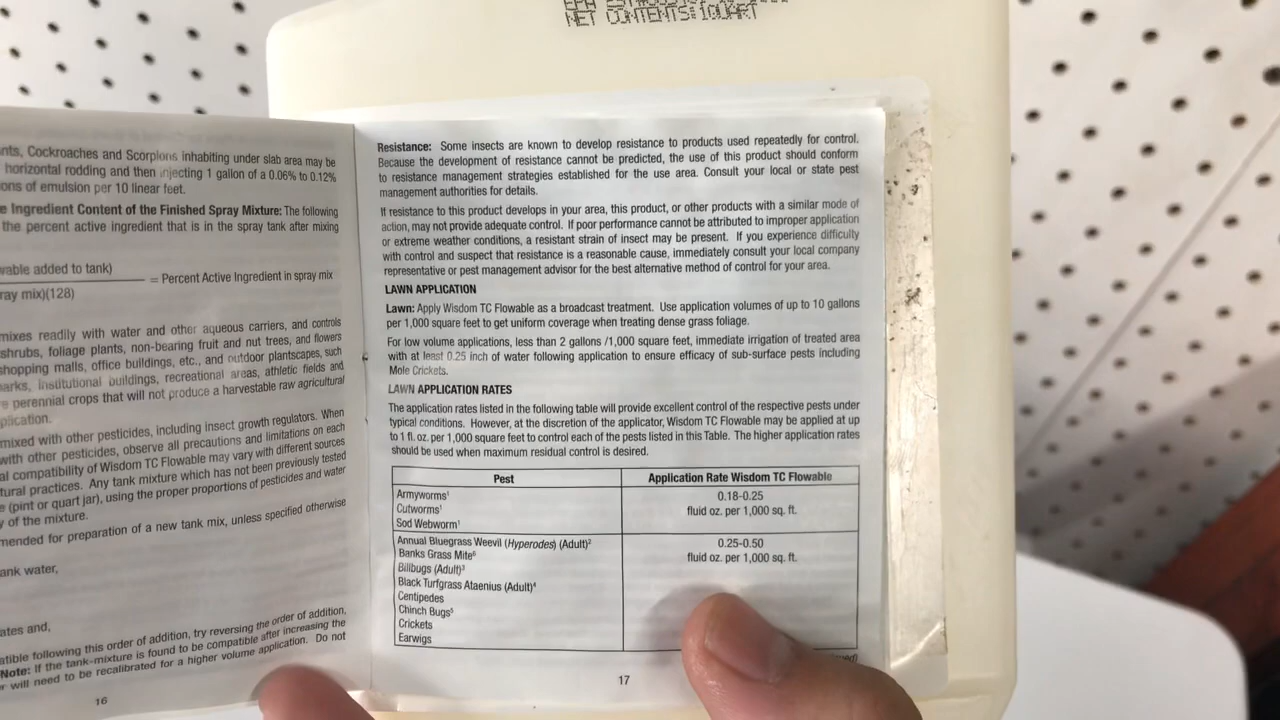 NET CONTENTS:1QUART
nts, Cockroaches and Scorpions inhabiting under slab area may be
horizontal rodding and then injecting 1 gallon of a 0.06% to 0.12%
ons of emulsion per 10 linear feet.
e Ingredient Content of the Finished Spray Mixture: The following
the percent active ingredient that is in the spray tank after mixing
vable added to tank)
= Percent Active Ingredient in spray mix
ray mix)(128)
mixes readily with water and other aqueous carriers, and controls
shrubs, foliage plants, non-bearing fruit and nut trees, and flowers
shopping malls, office buildings, etc., and outdoor plantscapes, such
arks, institutional buildings, recreational areas, athletic fields and
e perennial crops that will not produce a harvestable raw agricultural
plication.
mixed with other pesticides, including insect growth regulators. When
with other pesticides, observe all precautions and limitations on each
al compatibility of Wisdom TC Flowable may vary with different sources
tural practices. Any tank mixture which has not been previously tested
e (pint or quart jar), using the proper proportions of pesticides and water
y of the mixture.
mended for preparation of a new tank mix, unless specified otherwise
ank water,
ates and,
atible following this order of addition, try reversing the order of addition,
Note: If the tank-mixture is found to be compatible after increasing the
r will need to be recalibrated for a higher volume application. Do not
16
Resistance: Some insects are known to develop resistance to products used repeatedly for control.
Because the development of resistance cannot be predicted, the use of this product should conform
to resistance management strategies established for the use area. Consult your local or state pest
management authorities for details.
If resistance to this product develops in your area, this product, or other products with a similar mode of
action, may not provide adequate control. If poor performance cannot be attributed to improper application
or extreme weather conditions, a resistant strain of insect may be present. If you experience difficulty
with control and suspect that resistance is a reasonable cause, immediately consult your local company
representative or pest management advisor for the best alternative method of control for your area.
LAWN APPLICATION
Lawn: Apply Wisdom TC Flowable as a broadcast treatment. Use application volumes of up to 10 gallons
per 1,000 square feet to get uniform coverage when treating dense grass foliage.
For low volume applications, less than 2 gallons /1,000 square feet, immediate irrigation of treated area
with at least 0.25 inch of water following application to ensure efficacy of sub-surface pests including
Mole Crickets.
LAWN APPLICATION RATES
The application rates listed in the following table will provide excellent control of the respective pests under
typical conditions. However, at the discretion of the applicator, Wisdom TC Flowable may be applied at up
to 1 fl. oz. per 1,000 square feet to control each of the pests listed in this Table. The higher application rates
should be used when maximum residual control is desired.
Pest Application Rate Wisdom TC Flowable
Armyworms¹ 0.18-0.25
Cutworms¹ fluid oz. per 1,000 sq. ft.
Sod Webworm¹
Annual Bluegrass Weevil (Hyperodes) (Adult)² 0.25-0.50
Banks Grass Mite⁶ fluid oz. per 1,000 sq. ft.
Billbugs (Adult)³
Black Turfgrass Ataenius (Adult)⁴
Centipedes
Chinch Bugs⁵
Crickets
Earwigs
17